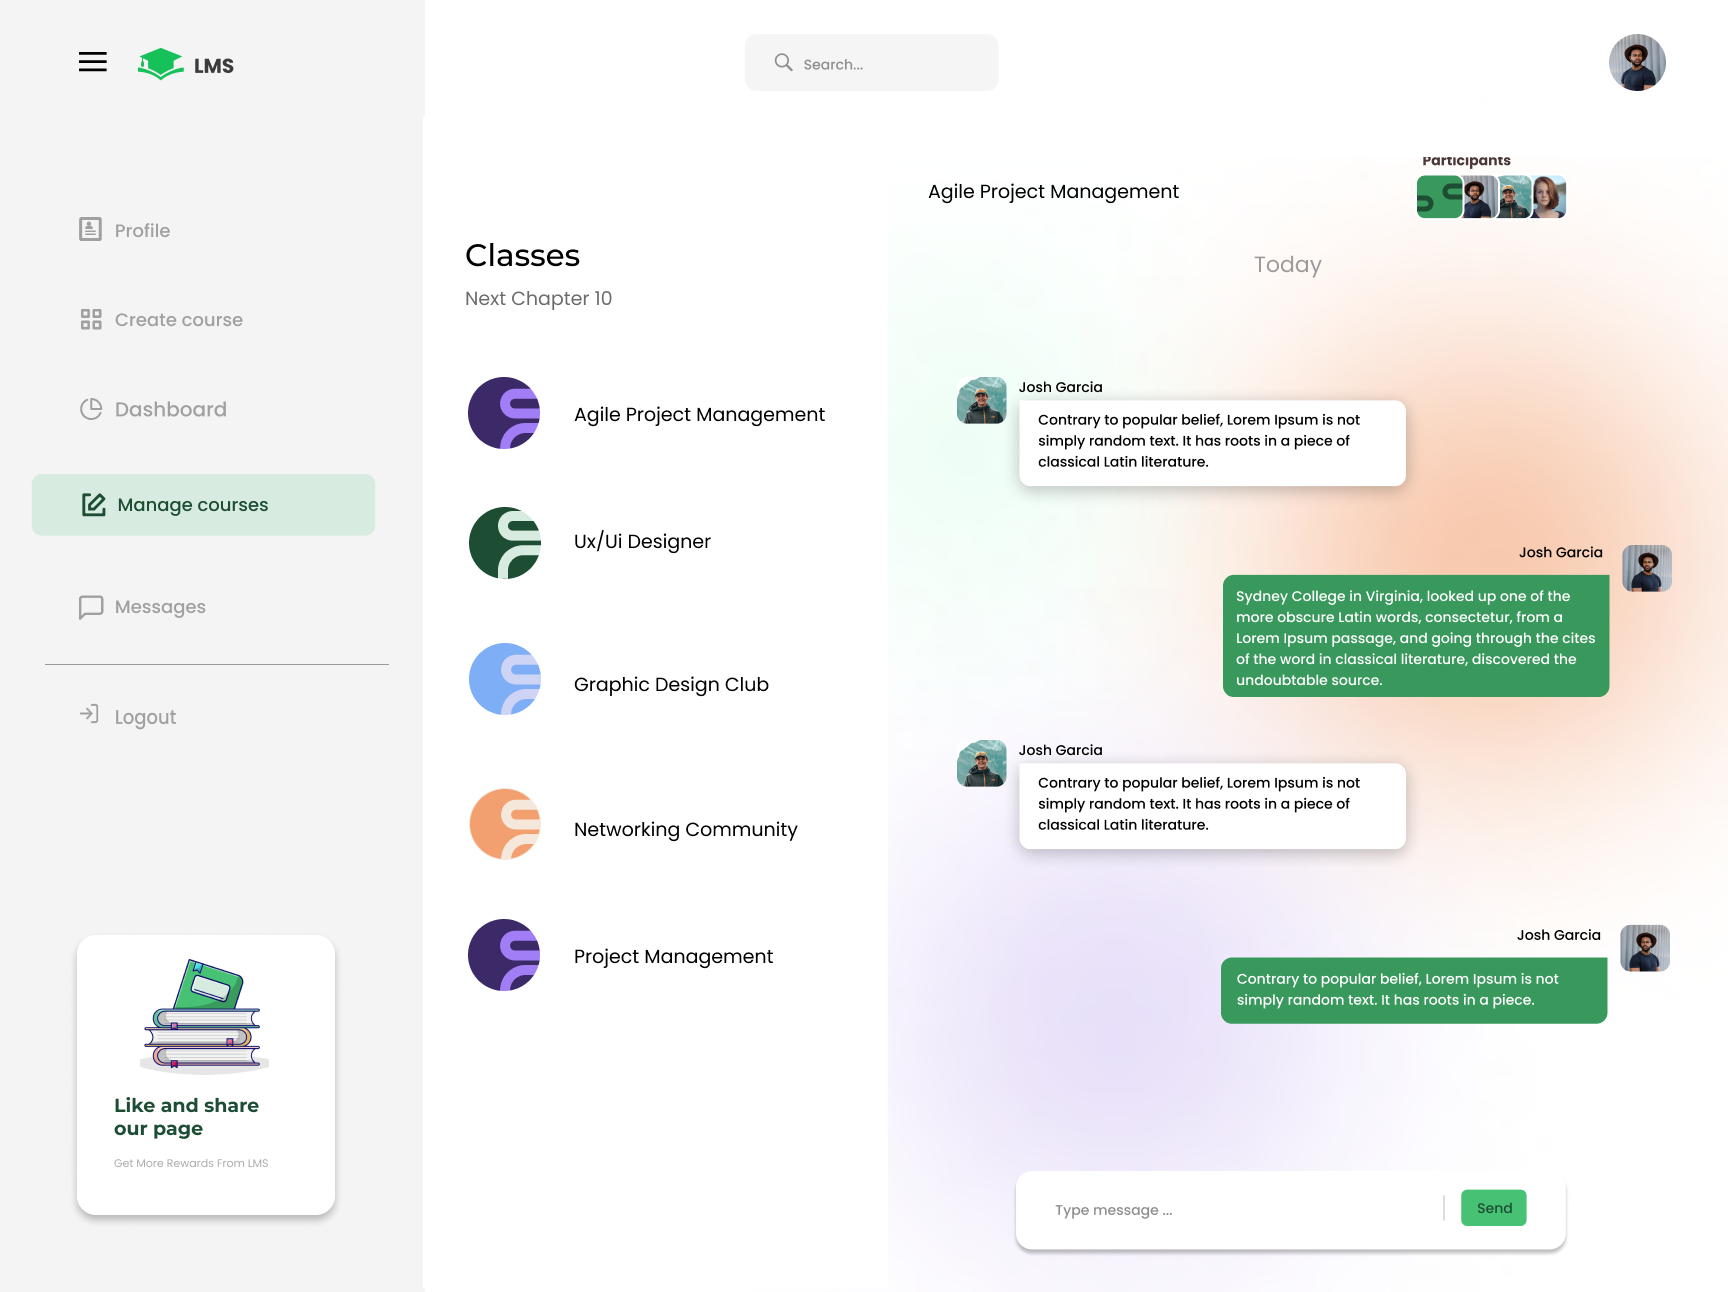 LMS
Search...
Profile
Create course
Dashboard
Manage courses
Messages
Logout
Like and share
our page
Get More Rewards From LMS
Classes
Next Chapter 10
Agile Project Management
Ux/Ui Designer
Graphic Design Club
Networking Community
Project Management
Agile Project Management
Participants
Today
Josh Garcia
Contrary to popular belief, Lorem Ipsum is not
simply random text. It has roots in a piece of
classical Latin literature.
Josh Garcia
Sydney College in Virginia, looked up one of the
more obscure Latin words, consectetur, from a
Lorem Ipsum passage, and going through the cites
of the word in classical literature, discovered the
undoubtable source.
Josh Garcia
Contrary to popular belief, Lorem Ipsum is not
simply random text. It has roots in a piece of
classical Latin literature.
Josh Garcia
Contrary to popular belief, Lorem Ipsum is not
simply random text. It has roots in a piece.
Type message ...
Send